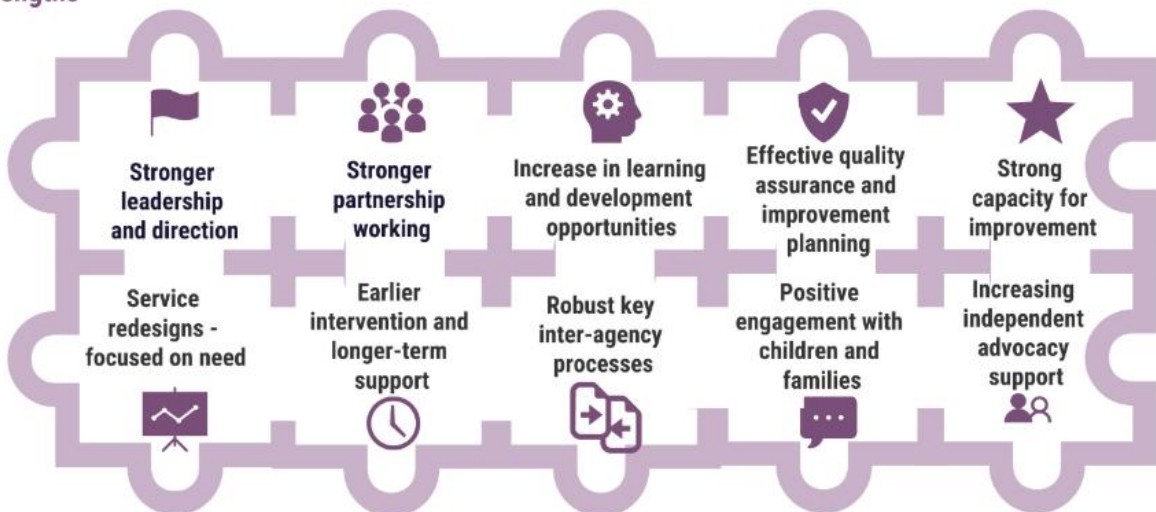 Stronger
leadership
and direction
Stronger
partnership
working
Increase in learning
and development
opportunities
Effective quality
assurance and
improvement
planning
Strong
capacity for
improvement
Service
redesigns -
focused on need
Earlier
intervention and
longer-term
support
Robust key
inter-agency
processes
Positive
engagement with
children and
families
Increasing
independent
advocacy
support